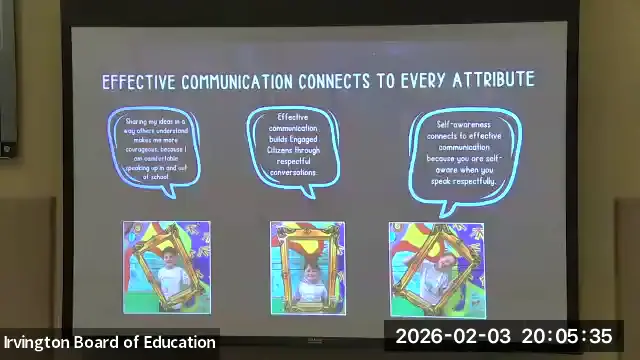 EFFECTIVE COMMUNICATION CONNECTS TO EVERY ATTRIBUTE
Sharing my ideas in a
way others understand
makes me more
courageous, because I
am comfortable
speaking up in and out
of school
Effective
communication
builds Engaged
Citizens through
respectful
conversations.
Self-awareness
connects to effective
communication
because you are self-
aware when you
speak respectfully.
Irvington Board of Education
2026-02-03 20:05:35